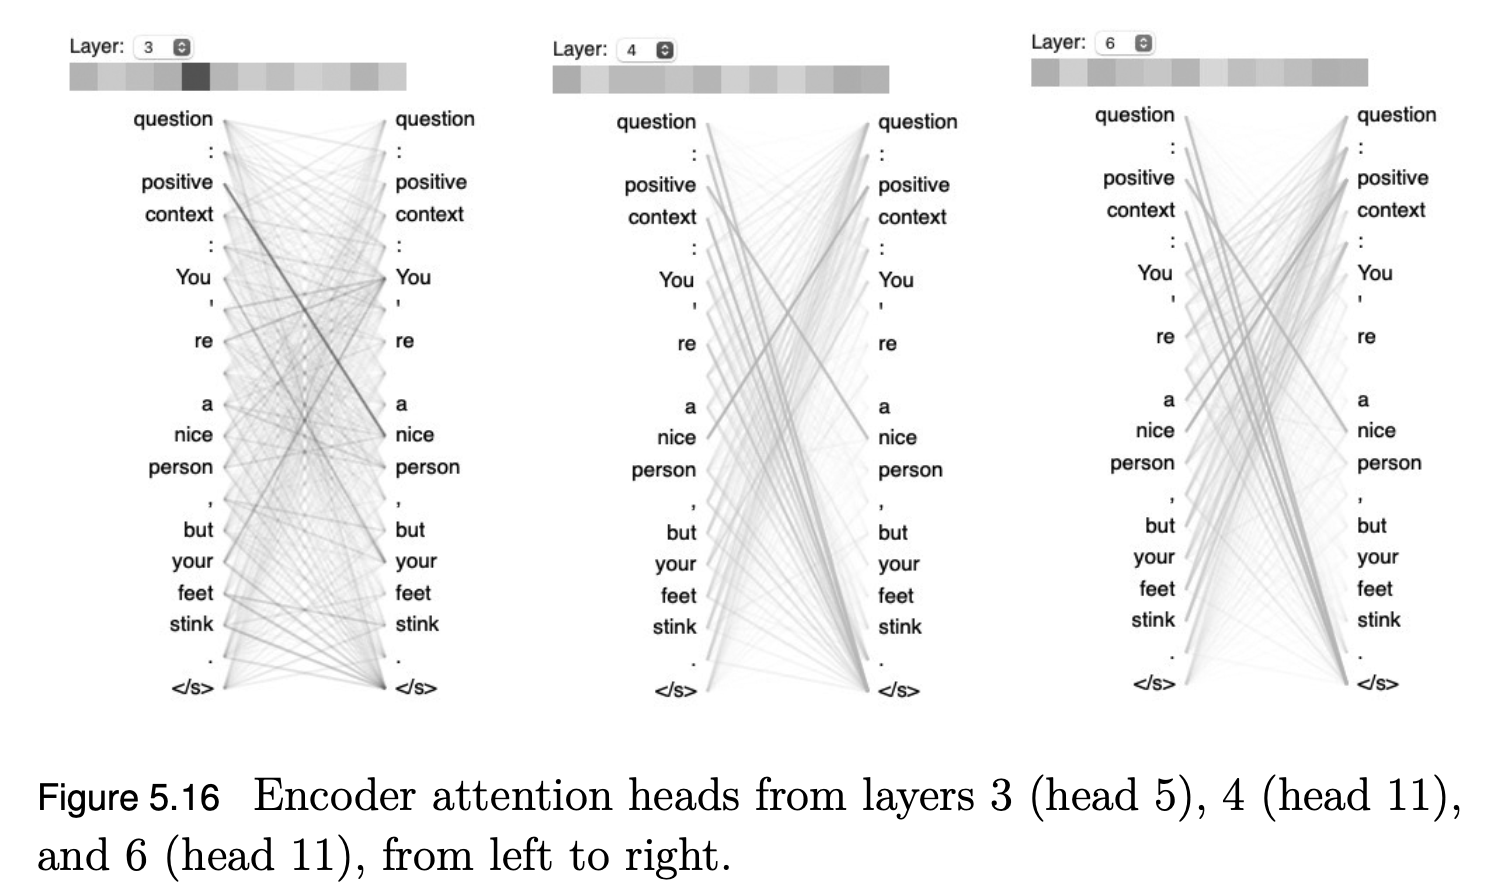 Layer: 3
question question
: :
positive positive
context context
: :
You You
' '
re re
a a
nice nice
person person
, ,
but but
your your
feet feet
stink stink
. .
</s> </s>
Layer: 4
question question
: :
positive positive
context context
: :
You You
' '
re re
a a
nice nice
person person
, ,
but but
your your
feet feet
stink stink
. .
</s> </s>
Layer: 6
question question
: :
positive positive
context context
: :
You You
' '
re re
a a
nice nice
person person
, ,
but but
your your
feet feet
stink stink
. .
</s> </s>
Figure 5.16 Encoder attention heads from layers 3 (head 5), 4 (head 11),
and 6 (head 11), from left to right.